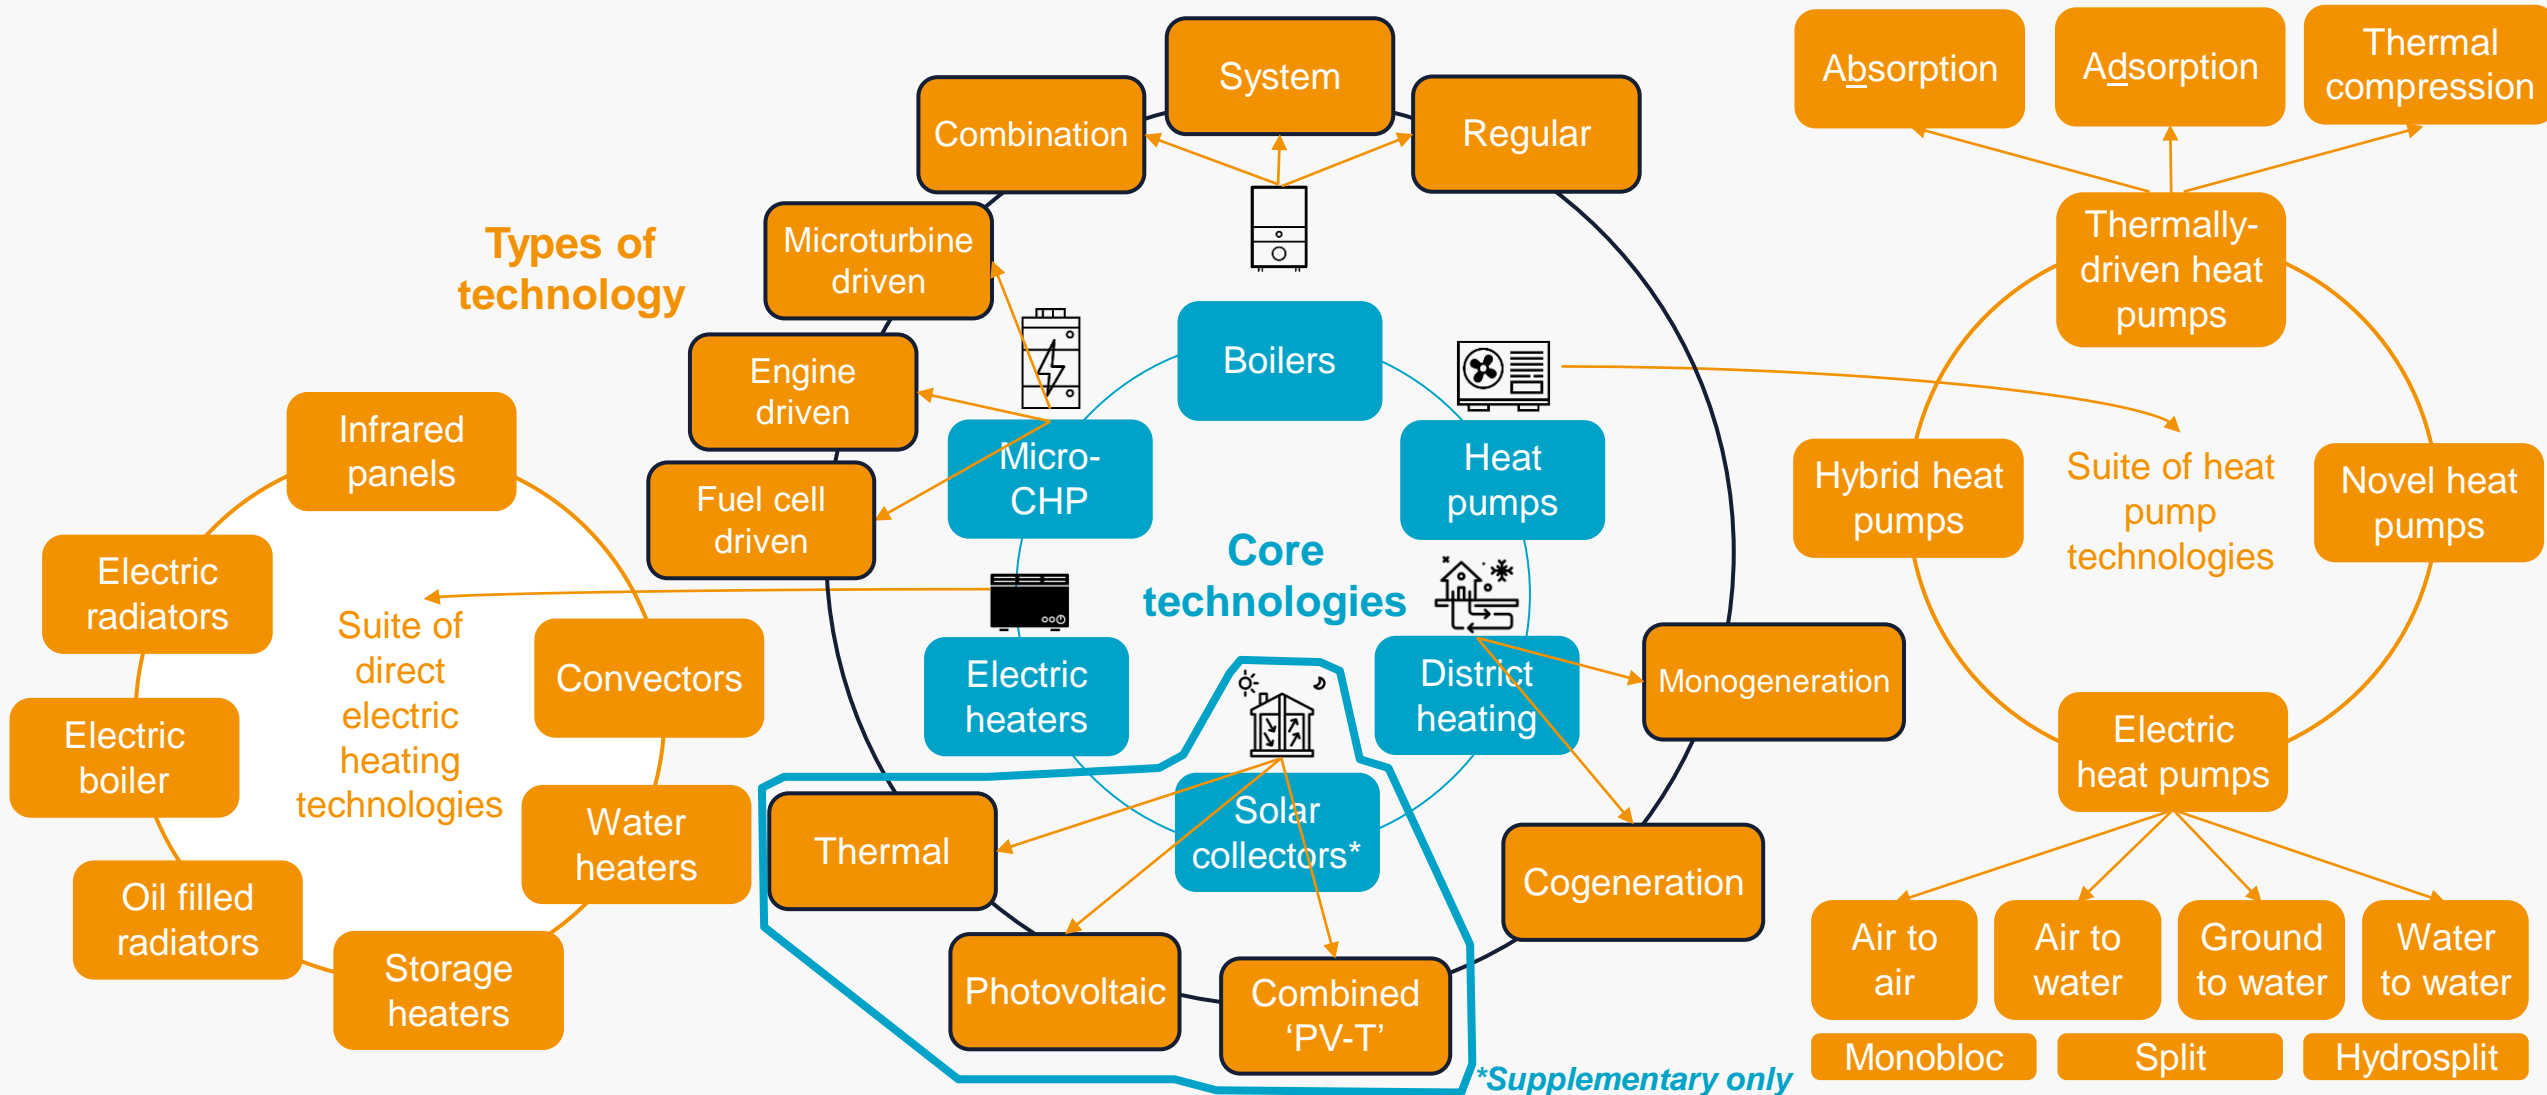 System
Combination
Regular
Microturbine
driven
Engine
driven
Fuel cell
driven
Types of
technology
Boilers
Micro-
CHP
Heat
pumps
Core
technologies
Electric
heaters
District
heating
Solar
collectors*
Monogeneration
Cogeneration
Thermal
Photovoltaic
Combined
‘PV-T’
*Supplementary only
Infrared
panels
Electric
radiators
Convectors
Suite of
direct
electric
heating
technologies
Electric
boiler
Water
heaters
Oil filled
radiators
Storage
heaters
Absorption
Adsorption
Thermal
compression
Thermally-
driven heat
pumps
Hybrid heat
pumps
Suite of heat
pump
technologies
Novel heat
pumps
Electric
heat pumps
Air to
air
Air to
water
Ground
to water
Water
to water
Monobloc
Split
Hydrosplit